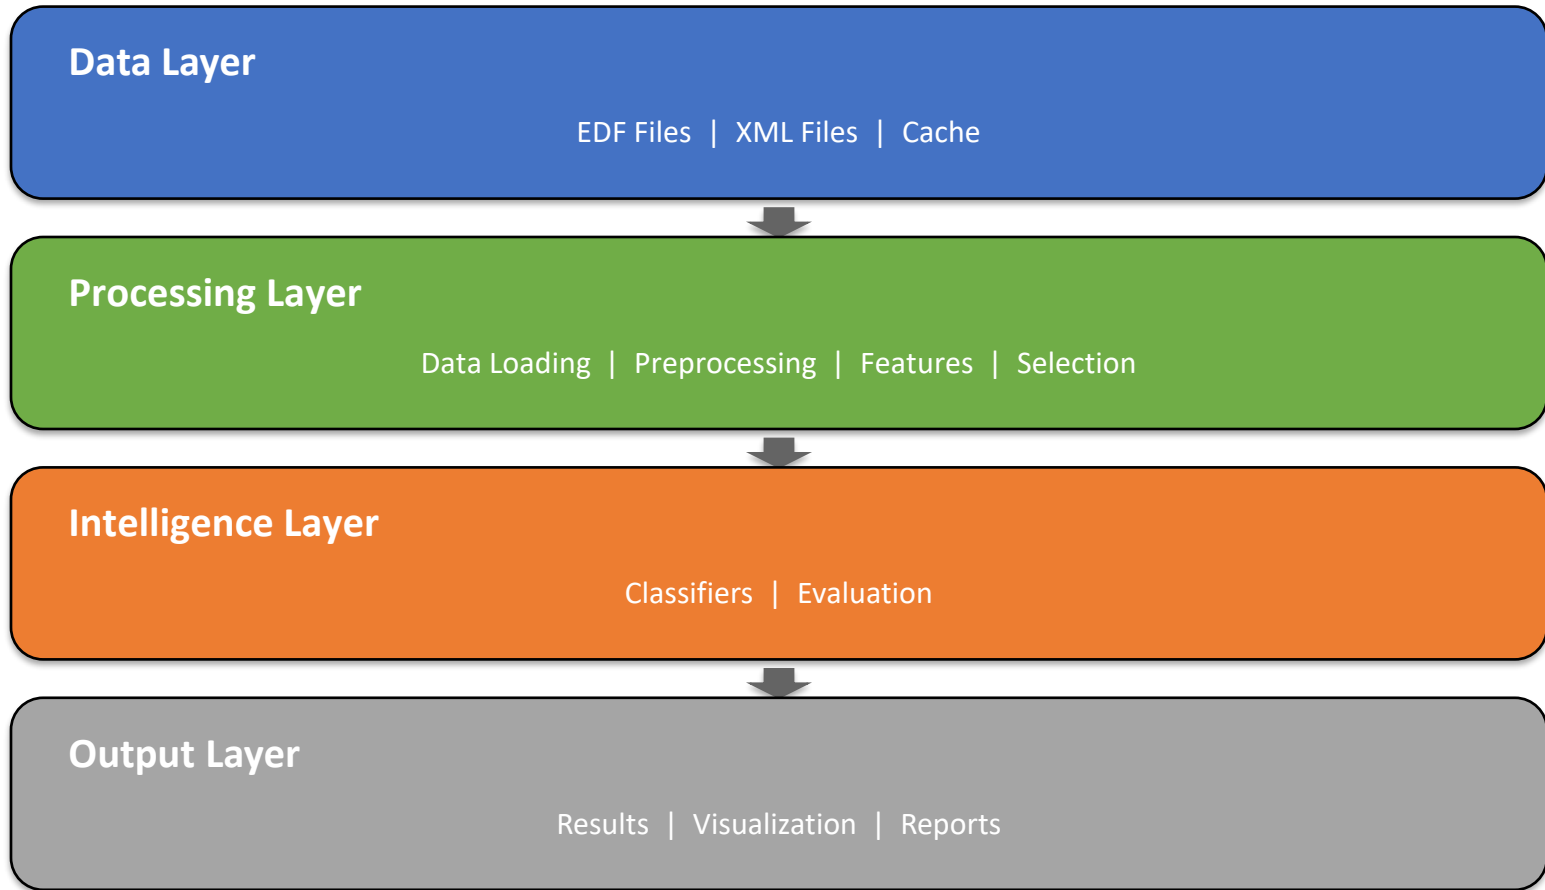 Data Layer
EDF Files | XML Files | Cache
Processing Layer
Data Loading | Preprocessing | Features | Selection
Intelligence Layer
Classifiers | Evaluation
Output Layer
Results | Visualization | Reports